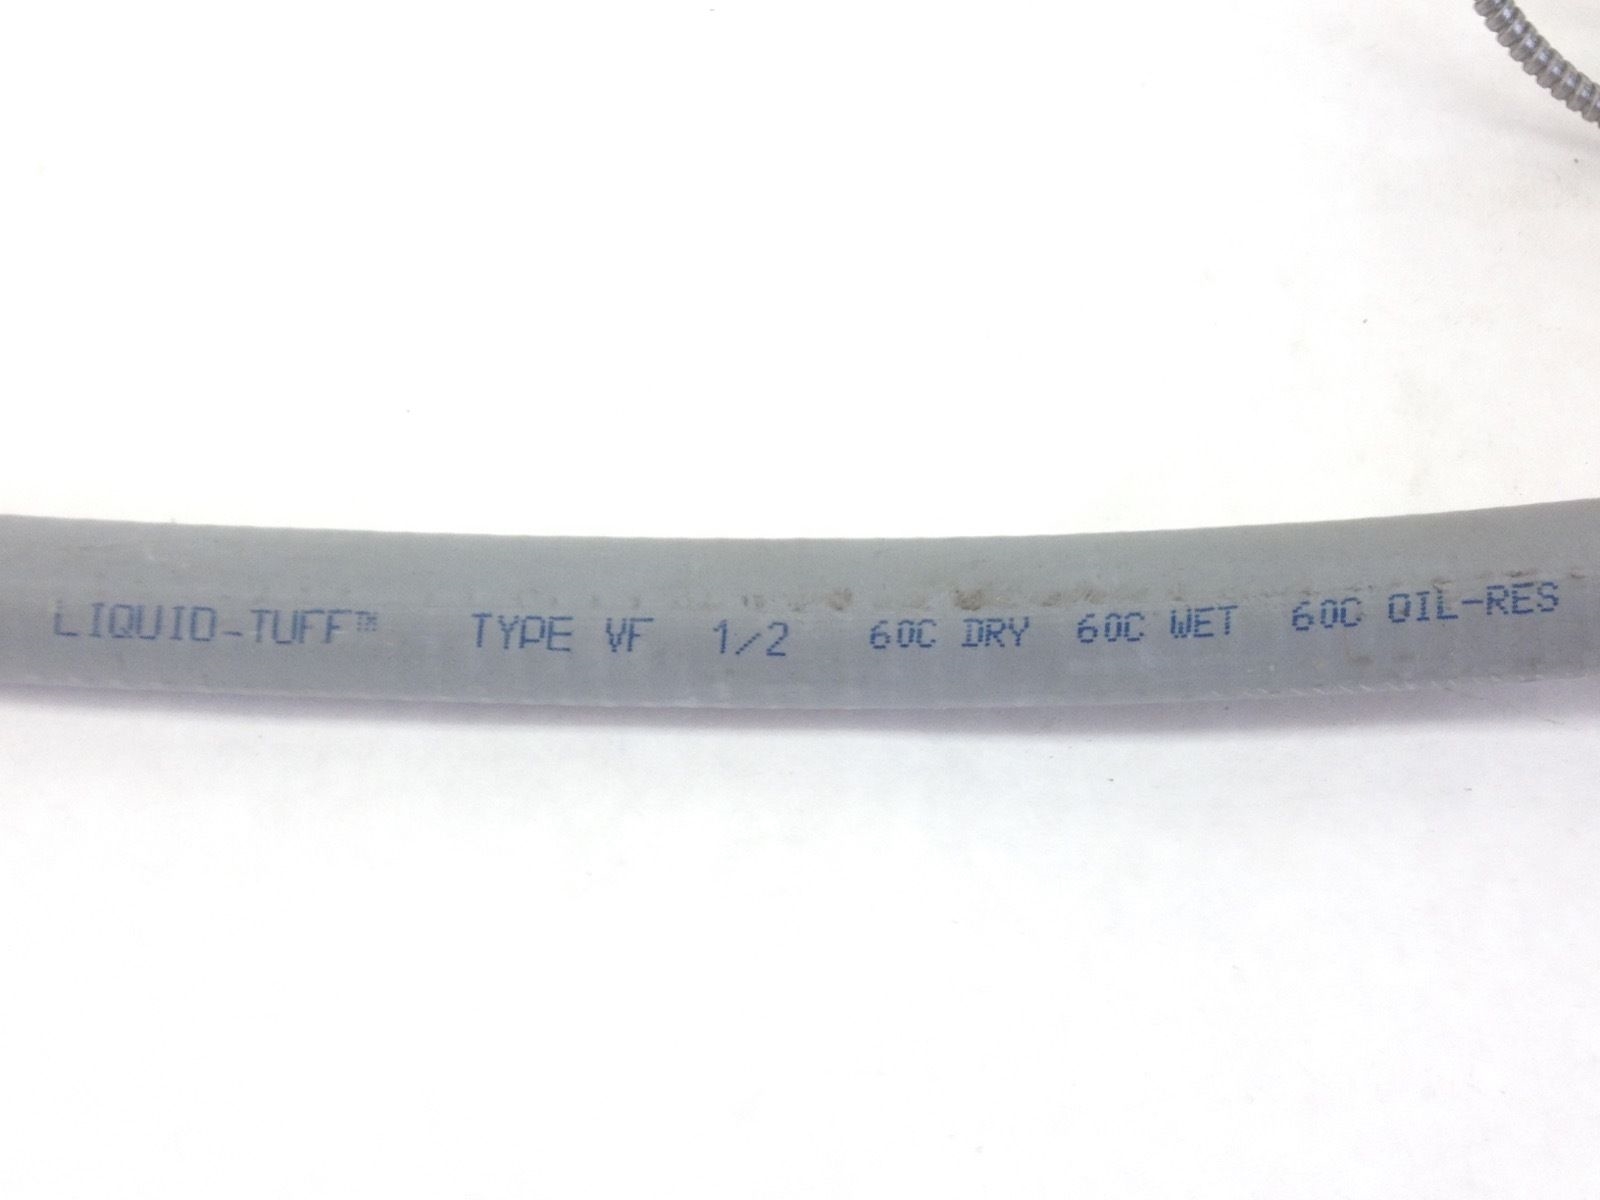 LIQUID-TUFF™ TYPE VF 1/2 60C DRY 60C WET 60C OIL-RES